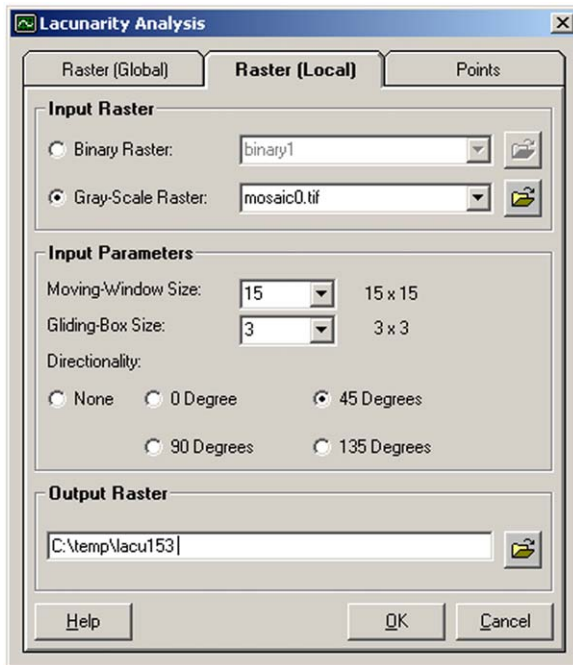 Lacunarity Analysis
Raster (Global) Raster (Local) Points
Input Raster
Binary Raster: binary1
Gray-Scale Raster: mosaic0.tif
Input Parameters
Moving-Window Size: 15 15 x 15
Gliding-Box Size: 3 3 x 3
Directionality:
None 0 Degree 45 Degrees
90 Degrees 135 Degrees
Output Raster
C:\temp\lacu153
Help OK Cancel